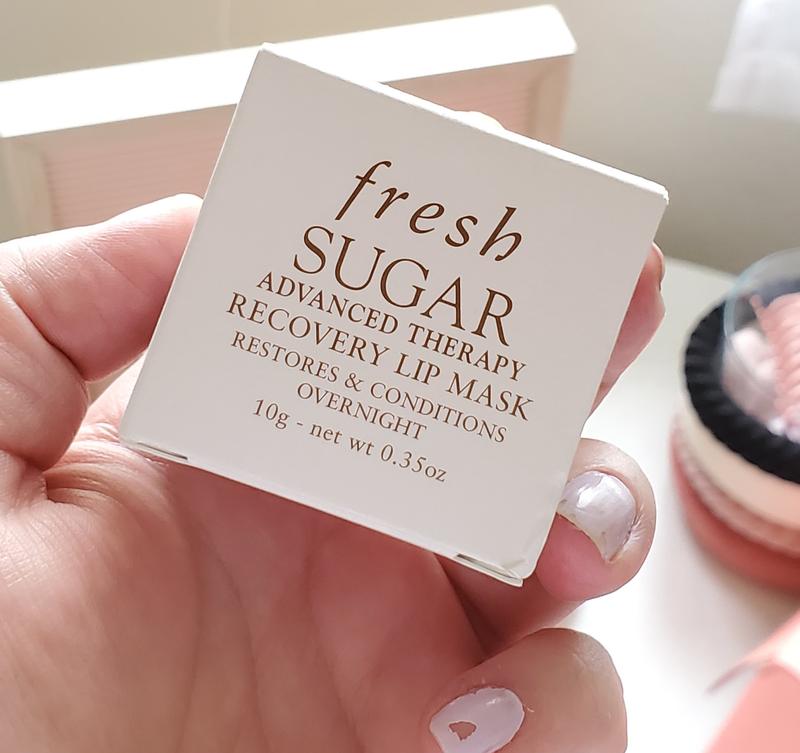 fresh
SUGAR
ADVANCED THERAPY
RECOVERY LIP MASK
RESTORES & CONDITIONS
OVERNIGHT
10g - net wt 0.35oz